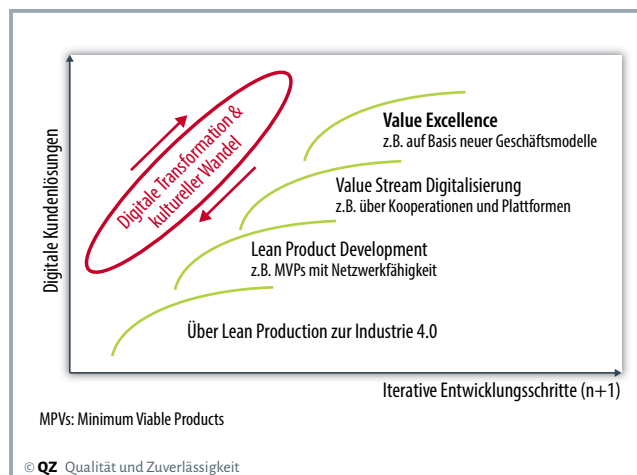 Digitale Kundenlösungen
Digitale Transformation &
kultureller Wandel
Value Excellence
z.B. auf Basis neuer Geschäftsmodelle
Value Stream Digitalisierung
z.B. über Kooperationen und Plattformen
Lean Product Development
z.B. MVPs mit Netzwerkfähigkeit
Über Lean Production zur Industrie 4.0
Iterative Entwicklungsschritte (n+1)
MPVs: Minimum Viable Products
© QZ Qualität und Zuverlässigkeit